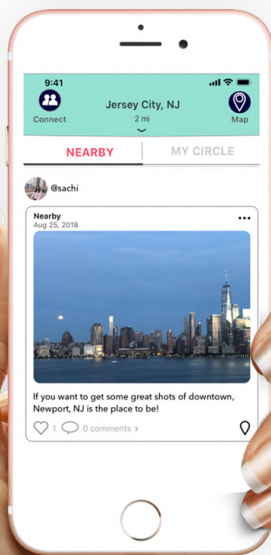 9:41
Connect
Jersey City, NJ
2 mi
Map
NEARBY
MY CIRCLE
@sachi
Nearby
Aug 25, 2018
If you want to get some great shots of downtown,
Newport, NJ is the place to be!
1
0 comments >